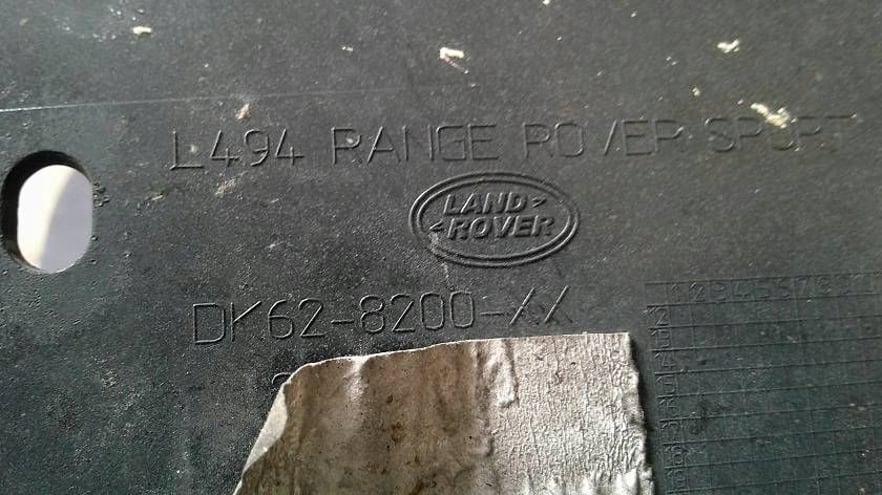 L494 RANGE ROVER SPORT
LAND
ROVER
DK62-8200-XX